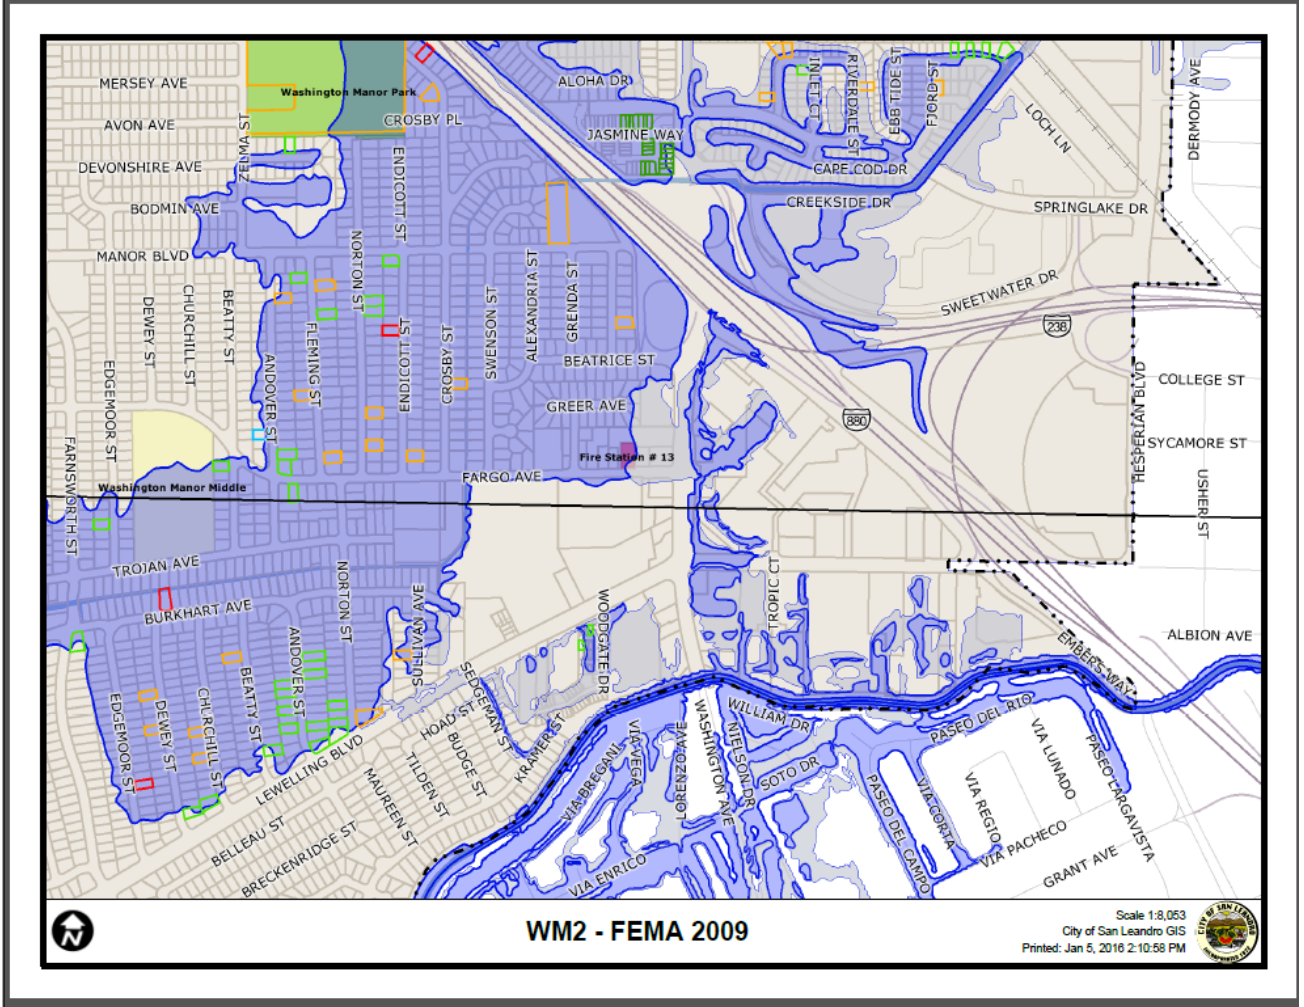 MERSEY AVE
Washington Manor Park
ALOHA DR
INLET CT
RIVERDALE ST
EBB TIDE ST
FJORD ST
DERMODY AVE
AVON AVE
ZELMA ST
CROSBY PL
JASMINE WAY
LOCH LN
DEVONSHIRE AVE
ENDICOTT ST
CAPE COD DR
BODMIN AVE
CREEKSIDE DR
SPRINGLAKE DR
MANOR BLVD
NORTON ST
DEWEY ST
CHURCHILL ST
BEATTY ST
SWENSON ST
ALEXANDRIA ST
GRENDA ST
SWEETWATER DR
238
FLEMING ST
ENDICOTT ST
CROSBY ST
BEATRICE ST
EDGEMOOR ST
ANDOVER ST
COLLEGE ST
HESPERIAN BLVD
GREER AVE
880
SYCAMORE ST
FARNSWORTH ST
Fire Station # 13
FARGO AVE
Washington Manor Middle
USHER ST
TROJAN AVE
BURKHART AVE
NORTON ST
SULLIVAN AVE
WOODGATE DR
TROPIC CT
ALBION AVE
EMBERS WAY
ANDOVER ST
BEATTY ST
EDGEMOOR ST
DEWEY ST
CHURCHILL ST
SEDGEMAN ST
HOAD ST
BUDGE ST
KRAMER ST
LEWELLING BLVD
TILDEN ST
MAUREEN ST
BELLEAU ST
BRECKENRIDGE ST
VIA BREGANI
VIA VEGA
LORENZO AVE
WASHINGTON AVE
NIELSON DR
WILLIAM DR
SOTO DR
PASEO DEL RIO
VIA LUNADO
PASEO LARGAVISTA
PASEO DEL CAMPO
VIA CORTA
VIA REGIO
VIA PACHECO
GRANT AVE
VIA ENRICO
N
WM2 - FEMA 2009
Scale 1:8,053
City of San Leandro GIS
Printed: Jan 5, 2016 2:10:58 PM
CITY OF SAN LEANDRO
INCORPORATED 1872